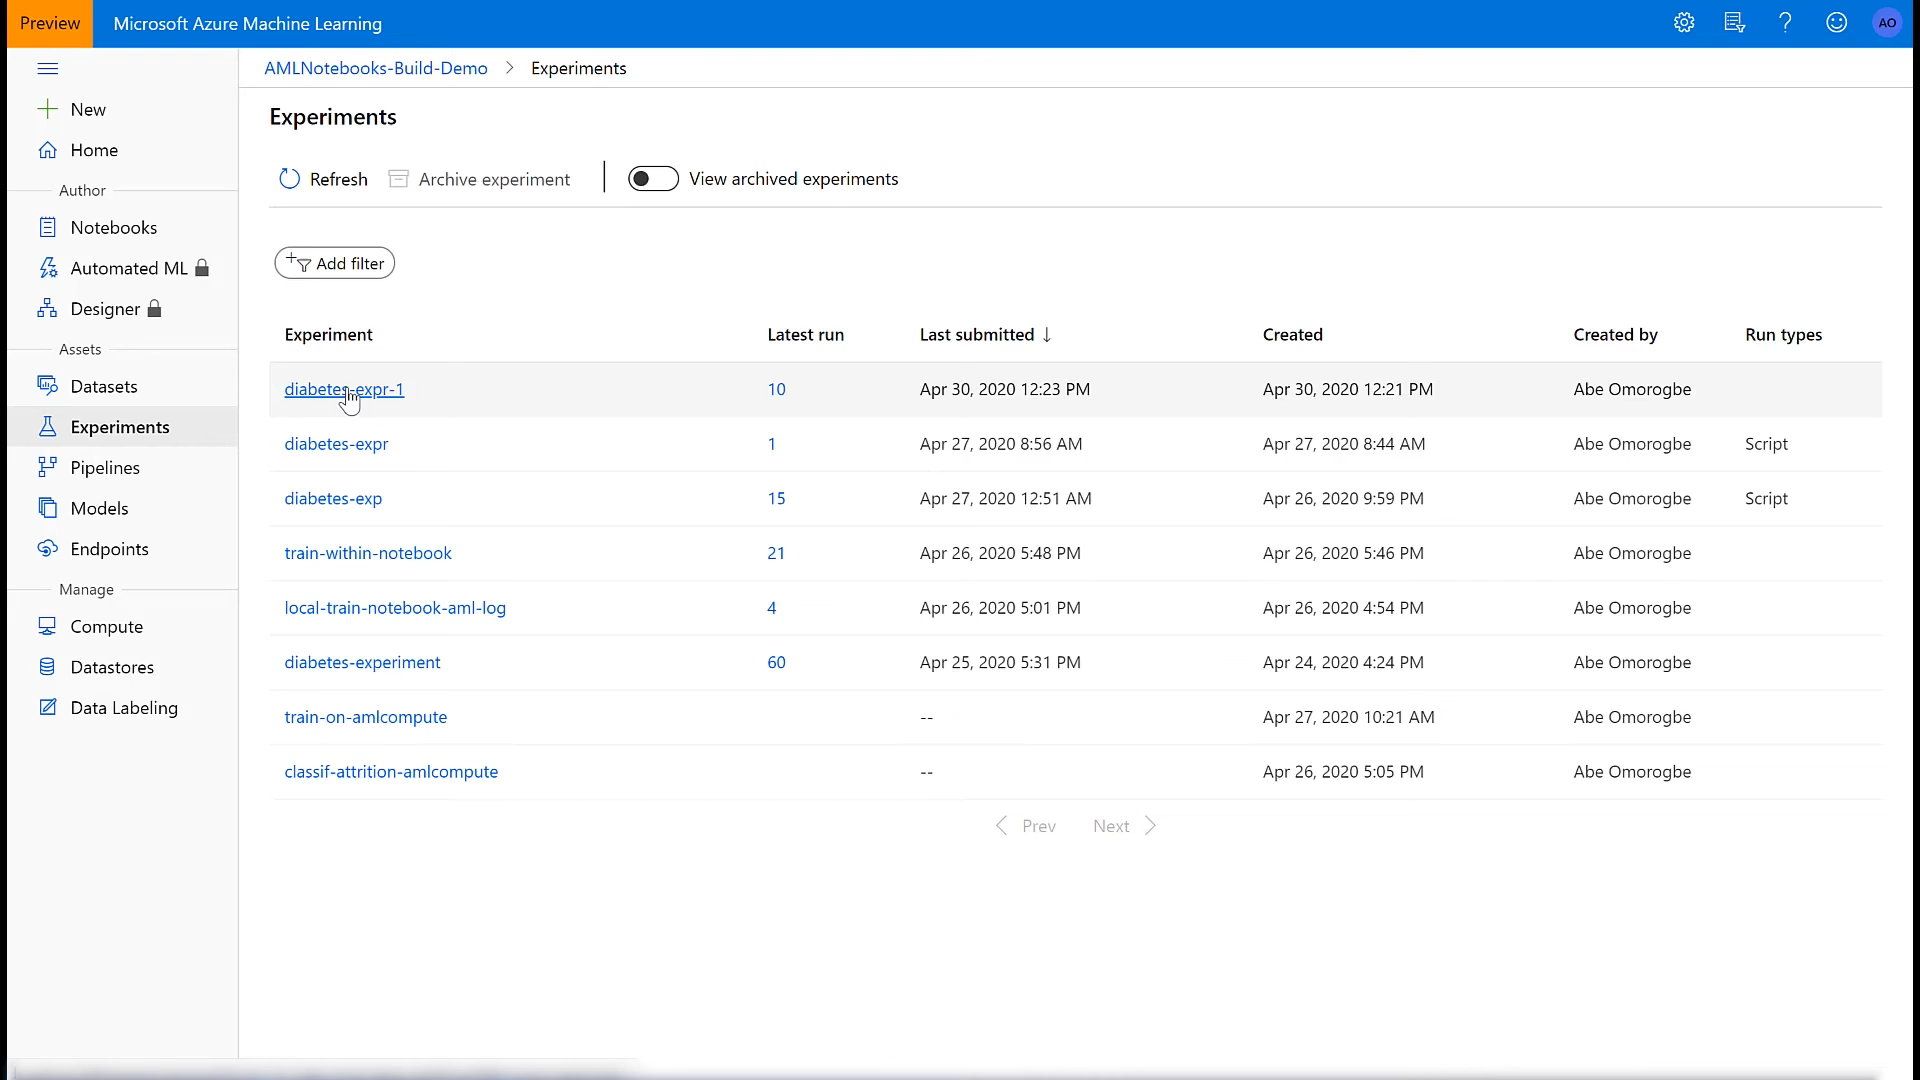 Preview Microsoft Azure Machine Learning AO
AMLNotebooks-Build-Demo > Experiments
New
Home
Author
Notebooks
Automated ML
Designer
Assets
Datasets
Experiments
Pipelines
Models
Endpoints
Manage
Compute
Datastores
Data Labeling
Experiments
Refresh Archive experiment View archived experiments
Add filter
Experiment Latest run Last submitted ↓ Created Created by Run types
diabetes-expr-1 10 Apr 30, 2020 12:23 PM Apr 30, 2020 12:21 PM Abe Omorogbe
diabetes-expr 1 Apr 27, 2020 8:56 AM Apr 27, 2020 8:44 AM Abe Omorogbe Script
diabetes-exp 15 Apr 27, 2020 12:51 AM Apr 26, 2020 9:59 PM Abe Omorogbe Script
train-within-notebook 21 Apr 26, 2020 5:48 PM Apr 26, 2020 5:46 PM Abe Omorogbe
local-train-notebook-aml-log 4 Apr 26, 2020 5:01 PM Apr 26, 2020 4:54 PM Abe Omorogbe
diabetes-experiment 60 Apr 25, 2020 5:31 PM Apr 24, 2020 4:24 PM Abe Omorogbe
train-on-amlcompute -- Apr 27, 2020 10:21 AM Abe Omorogbe
classif-attrition-amlcompute -- Apr 26, 2020 5:05 PM Abe Omorogbe
< Prev Next >